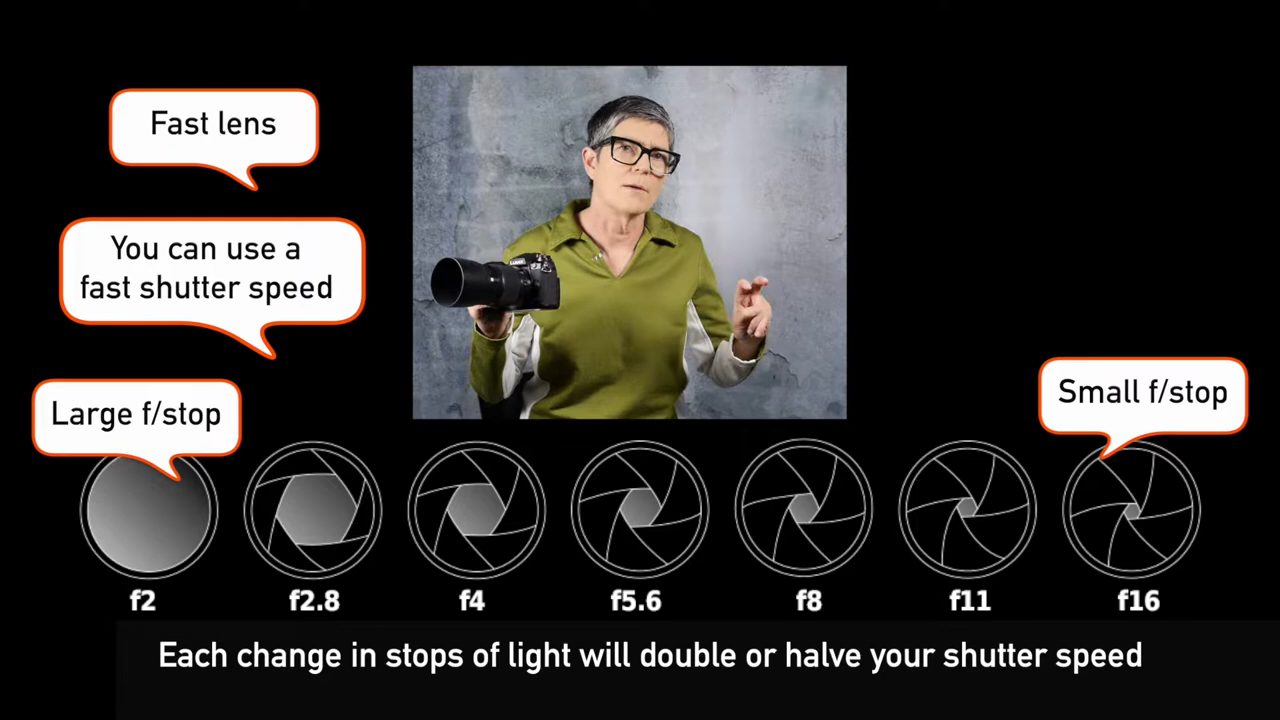 Fast lens
You can use a
fast shutter speed
Large f/stop
Small f/stop
f2
f2.8
f4
f5.6
f8
f11
f16
Each change in stops of light will double or halve your shutter speed